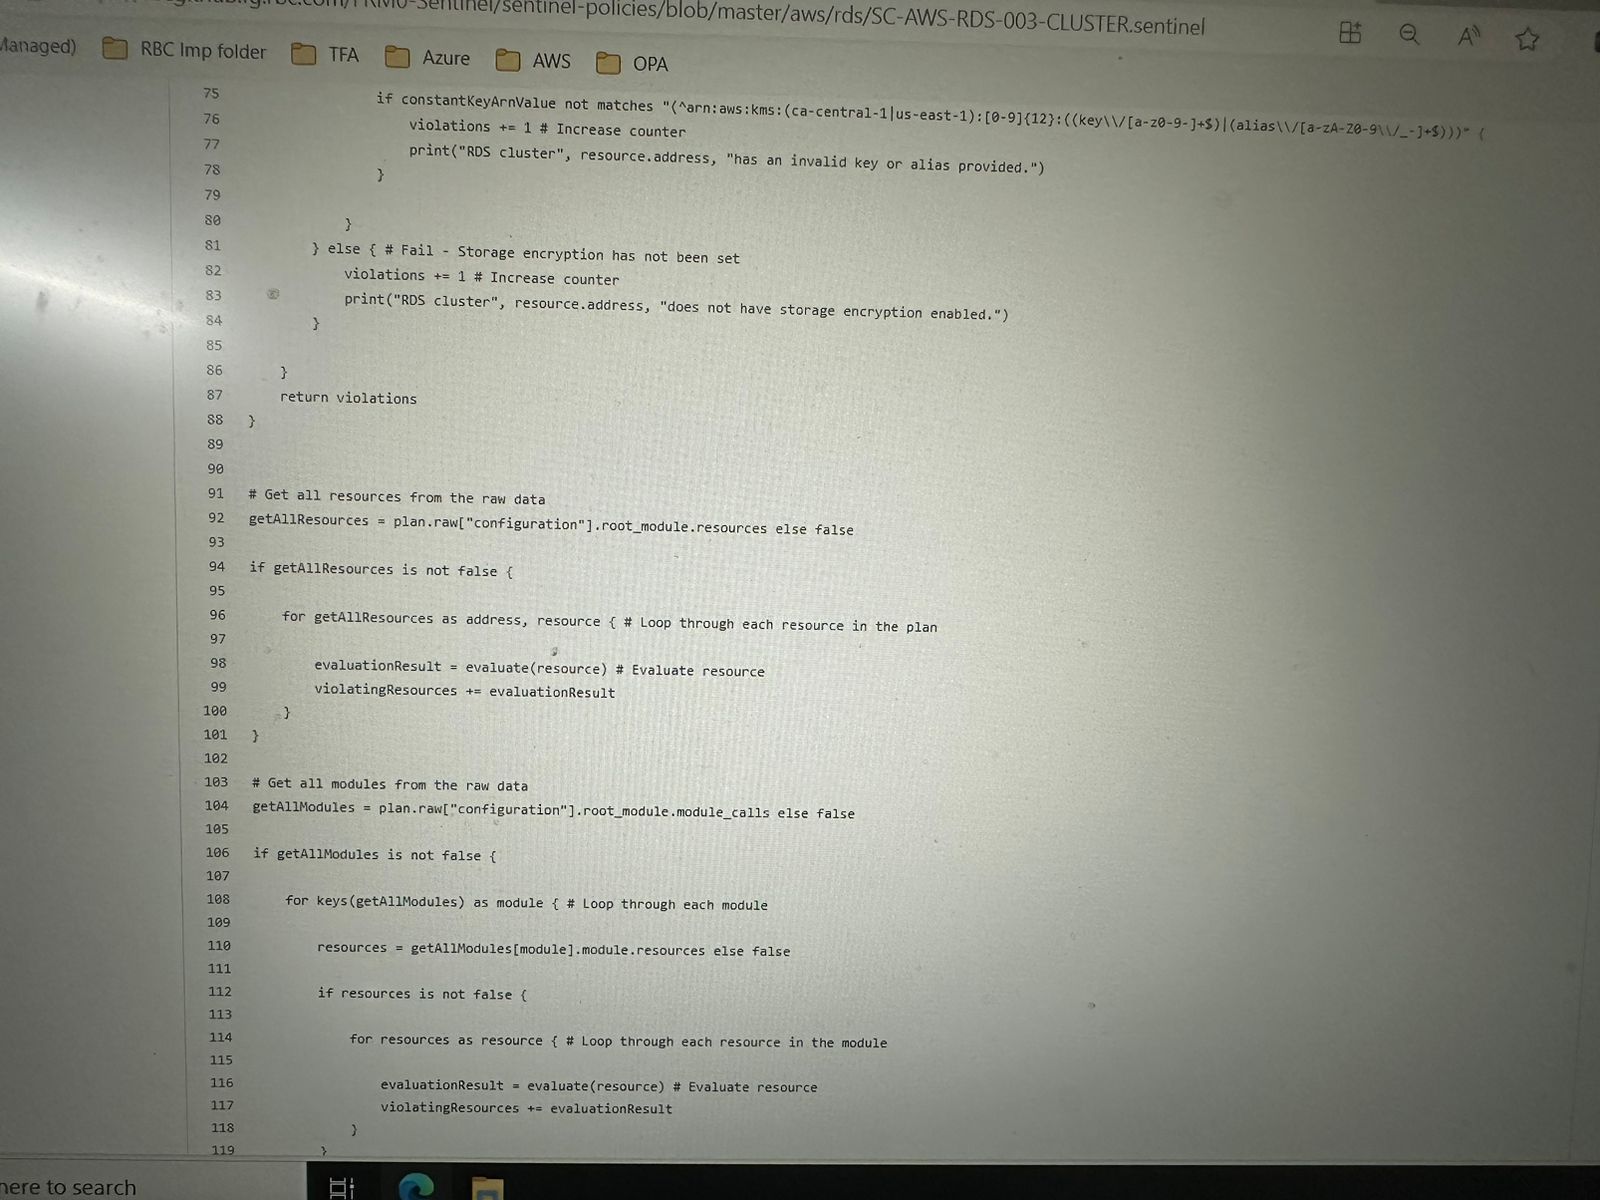 /sentinel-policies/blob/master/aws/rds/SC-AWS-RDS-003-CLUSTER.sentinel
Managed) RBC Imp folder TFA Azure AWS OPA
75 if constantKeyArnValue not matches "(^arn:aws:kms:(ca-central-1|us-east-1):[0-9]{12}:((key\\/[a-z0-9-]+$)|(alias\\/[a-zA-Z0-9\\/_-]+$)))" {
76 violations += 1 # Increase counter
77 print("RDS cluster", resource.address, "has an invalid key or alias provided.")
78 }
79
80 }
81 } else { # Fail - Storage encryption has not been set
82 violations += 1 # Increase counter
83 print("RDS cluster", resource.address, "does not have storage encryption enabled.")
84 }
85
86 }
87 return violations
88 }
89
90
91 # Get all resources from the raw data
92 getAllResources = plan.raw["configuration"].root_module.resources else false
93
94 if getAllResources is not false {
95
96 for getAllResources as address, resource { # Loop through each resource in the plan
97
98 evaluationResult = evaluate(resource) # Evaluate resource
99 violatingResources += evaluationResult
100 }
101 }
102
103 # Get all modules from the raw data
104 getAllModules = plan.raw["configuration"].root_module.module_calls else false
105
106 if getAllModules is not false {
107
108 for keys(getAllModules) as module { # Loop through each module
109
110 resources = getAllModules[module].module.resources else false
111
112 if resources is not false {
113
114 for resources as resource { # Loop through each resource in the module
115
116 evaluationResult = evaluate(resource) # Evaluate resource
117 violatingResources += evaluationResult
118 }
119 }
here to search